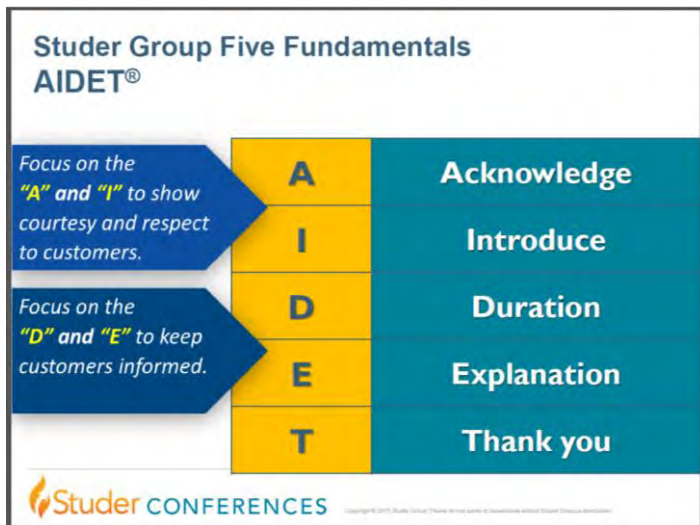 Studer Group Five Fundamentals
AIDET®
Focus on the
“A” and “I” to show
courtesy and respect
to customers.
Focus on the
“D” and “E” to keep
customers informed.
A Acknowledge
I Introduce
D Duration
E Explanation
T Thank you
Studer CONFERENCES